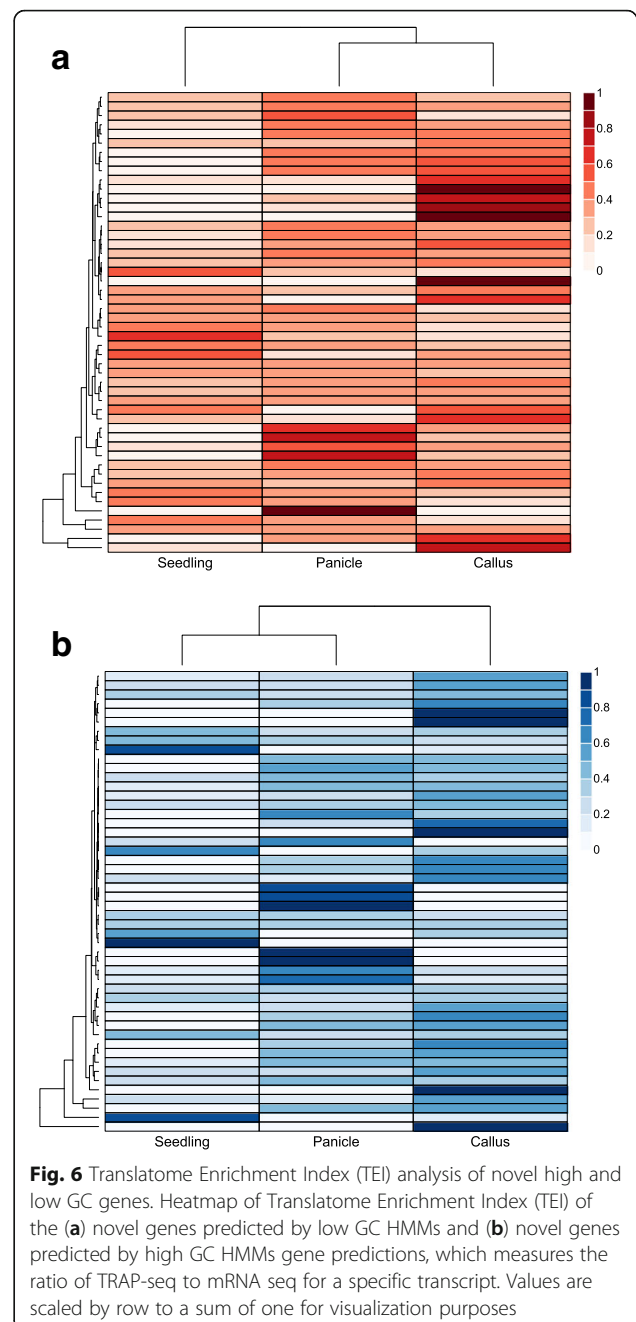 a
1
0.8
0.6
0.4
0.2
0
Seedling Panicle Callus
b
1
0.8
0.6
0.4
0.2
0
Seedling Panicle Callus
Fig. 6 Translatome Enrichment Index (TEI) analysis of novel high and
low GC genes. Heatmap of Translatome Enrichment Index (TEI) of
the (a) novel genes predicted by low GC HMMs and (b) novel genes
predicted by high GC HMMs gene predictions, which measures the
ratio of TRAP-seq to mRNA seq for a specific transcript. Values are
scaled by row to a sum of one for visualization purposes